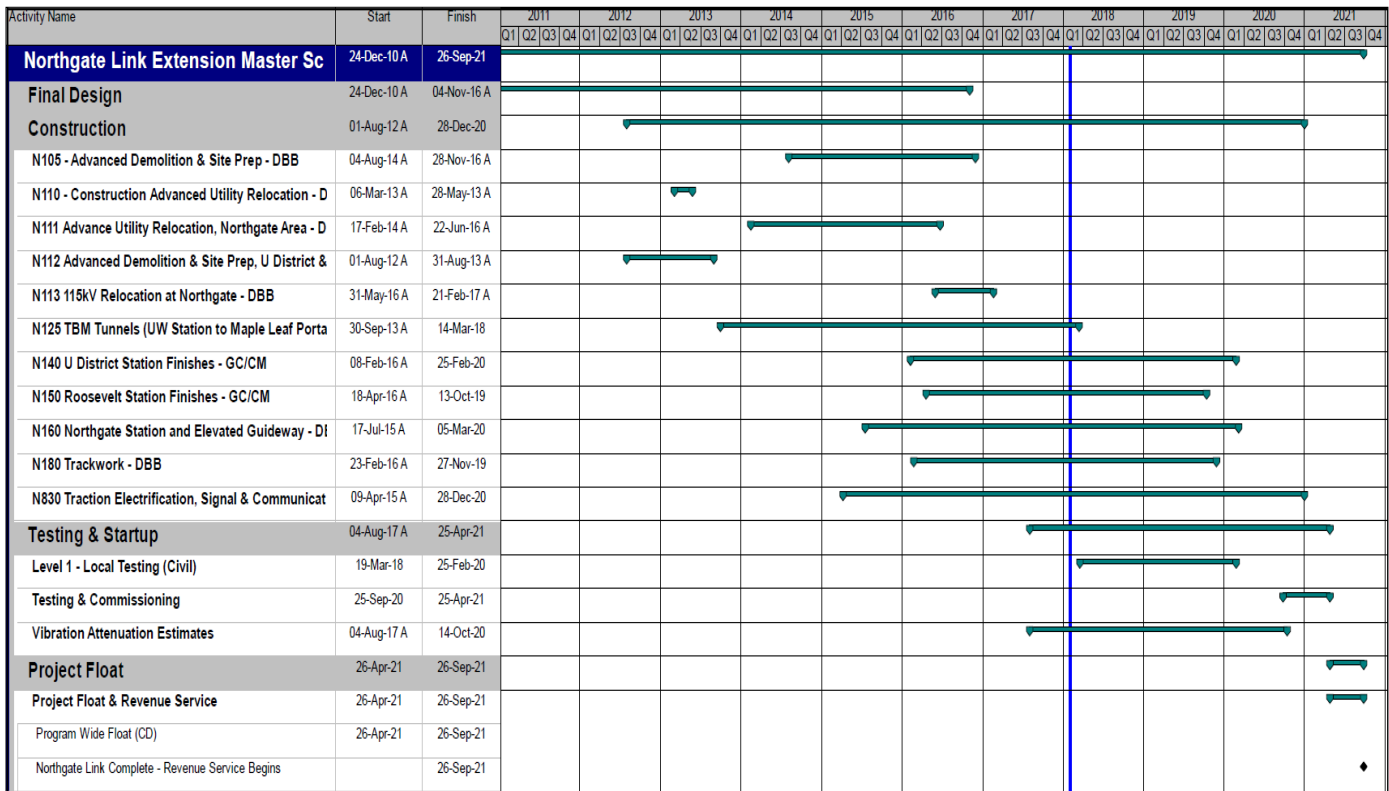 Activity Name Start Finish 2011 2012 2013 2014 2015 2016 2017 2018 2019 2020 2021
Q1 Q2 Q3 Q4 Q1 Q2 Q3 Q4 Q1 Q2 Q3 Q4 Q1 Q2 Q3 Q4 Q1 Q2 Q3 Q4 Q1 Q2 Q3 Q4 Q1 Q2 Q3 Q4 Q1 Q2 Q3 Q4 Q1 Q2 Q3 Q4 Q1 Q2 Q3 Q4 Q1 Q2 Q3 Q4
Northgate Link Extension Master Sc 24-Dec-10 A 26-Sep-21
Final Design 24-Dec-10 A 04-Nov-16 A
Construction 01-Aug-12 A 28-Dec-20
N105 - Advanced Demolition & Site Prep - DBB 04-Aug-14 A 28-Nov-16 A
N110 - Construction Advanced Utility Relocation - D 06-Mar-13 A 28-May-13 A
N111 Advance Utility Relocation, Northgate Area - D 17-Feb-14 A 22-Jun-16 A
N112 Advanced Demolition & Site Prep, U District & 01-Aug-12 A 31-Aug-13 A
N113 115kV Relocation at Northgate - DBB 31-May-16 A 21-Feb-17 A
N125 TBM Tunnels (UW Station to Maple Leaf Porta 30-Sep-13 A 14-Mar-18
N140 U District Station Finishes - GC/CM 08-Feb-16 A 25-Feb-20
N150 Roosevelt Station Finishes - GC/CM 18-Apr-16 A 13-Oct-19
N160 Northgate Station and Elevated Guideway - DE 17-Jul-15 A 05-Mar-20
N180 Trackwork - DBB 23-Feb-16 A 27-Nov-19
N830 Traction Electrification, Signal & Communicat 09-Apr-15 A 28-Dec-20
Testing & Startup 04-Aug-17 A 25-Apr-21
Level 1 - Local Testing (Civil) 19-Mar-18 25-Feb-20
Testing & Commissioning 25-Sep-20 25-Apr-21
Vibration Attenuation Estimates 04-Aug-17 A 14-Oct-20
Project Float 26-Apr-21 26-Sep-21
Project Float & Revenue Service 26-Apr-21 26-Sep-21
Program Wide Float (CD) 26-Apr-21 26-Sep-21
Northgate Link Complete - Revenue Service Begins 26-Sep-21